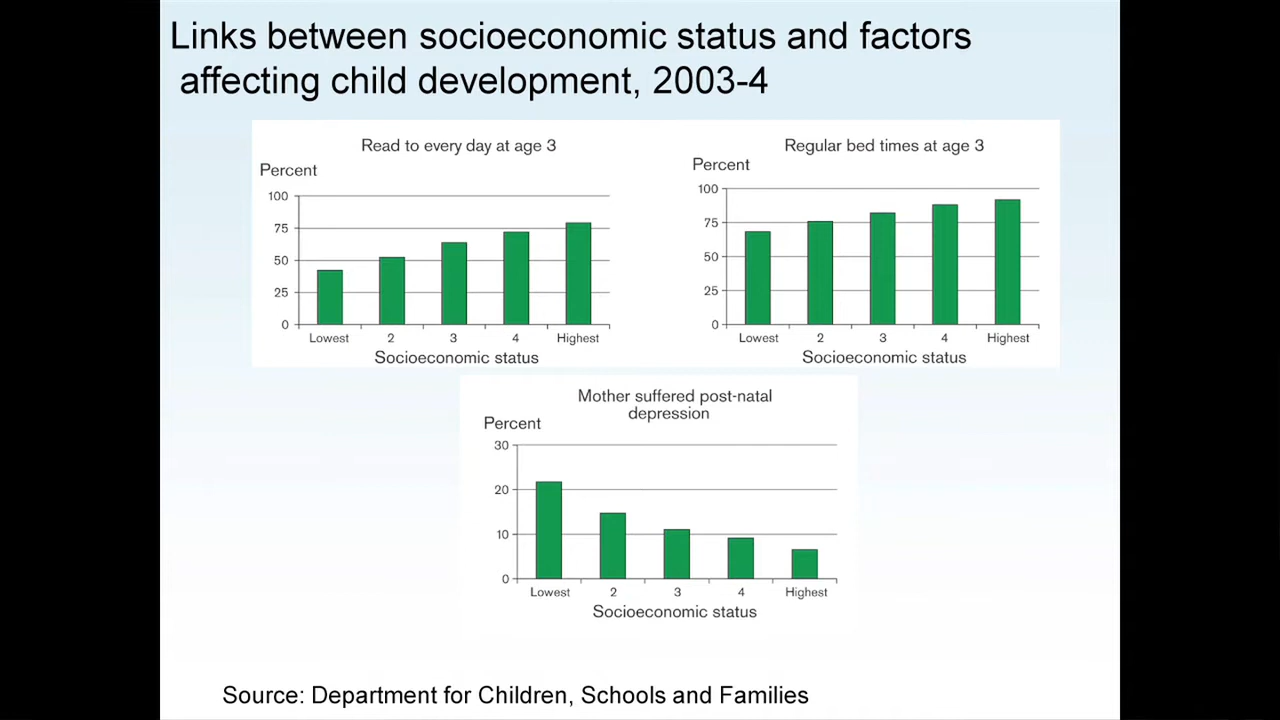 Links between socioeconomic status and factors
affecting child development, 2003-4
Read to every day at age 3
Percent
100
75
50
25
0
Lowest 2 3 4 Highest
Socioeconomic status
Regular bed times at age 3
Percent
100
75
50
25
0
Lowest 2 3 4 Highest
Socioeconomic status
Mother suffered post-natal
depression
Percent
30
20
10
0
Lowest 2 3 4 Highest
Socioeconomic status
Source: Department for Children, Schools and Families